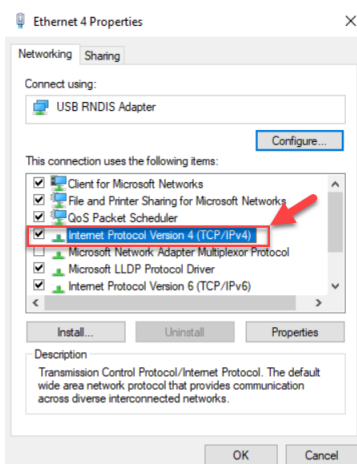 Ethernet 4 Properties
Networking Sharing
Connect using:
USB RNDIS Adapter
Configure...
This connection uses the following items:
Client for Microsoft Networks
File and Printer Sharing for Microsoft Networks
QoS Packet Scheduler
Internet Protocol Version 4 (TCP/IPv4)
Microsoft Network Adapter Multiplexor Protocol
Microsoft LLDP Protocol Driver
Internet Protocol Version 6 (TCP/IPv6)
Install... Uninstall Properties
Description
Transmission Control Protocol/Internet Protocol. The default
wide area network protocol that provides communication
across diverse interconnected networks.
OK Cancel